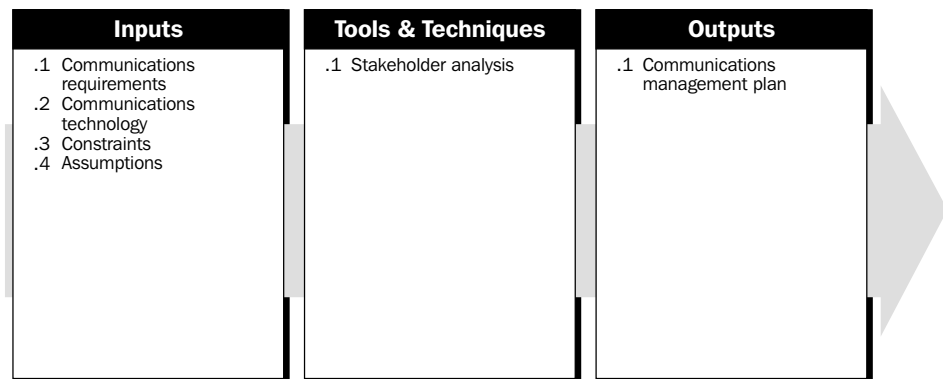 Inputs
.1 Communications
requirements
.2 Communications
technology
.3 Constraints
.4 Assumptions
Tools & Techniques
.1 Stakeholder analysis
Outputs
.1 Communications
management plan